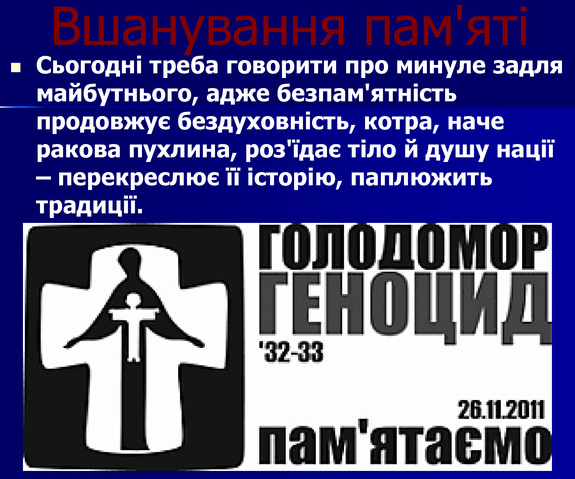 Вшанування пам'яті
Сьогодні треба говорити про минуле задля
майбутнього, адже безпам'ятність
продовжує бездуховність, котра, наче
ракова пухлина, роз'їдає тіло й душу нації
– перекреслює її історію, паплюжить
традиції.
ГОЛОДОМОР
ГЕНОЦИД
'32-33
26.11.2011
пам'ятаємо